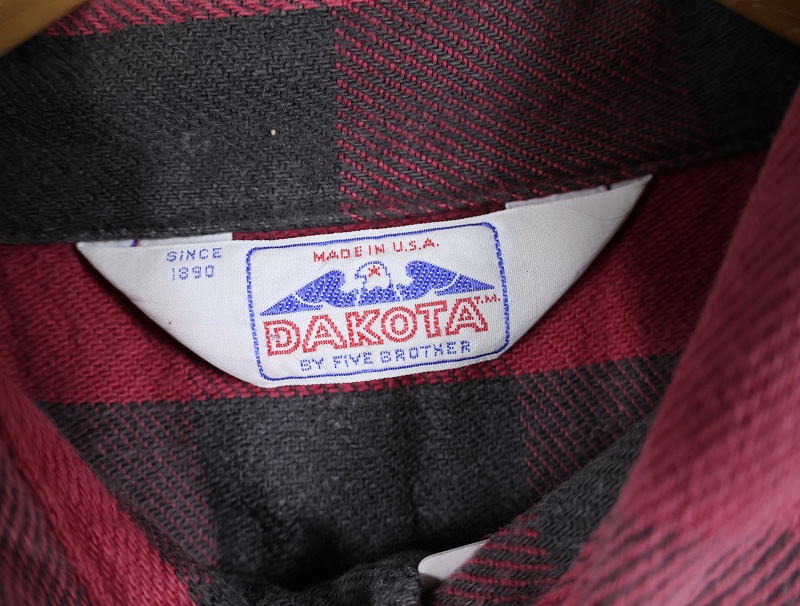 SINCE
1890
MADE IN U.S.A.
DAKOTA T.M.
BY FIVE BROTHER